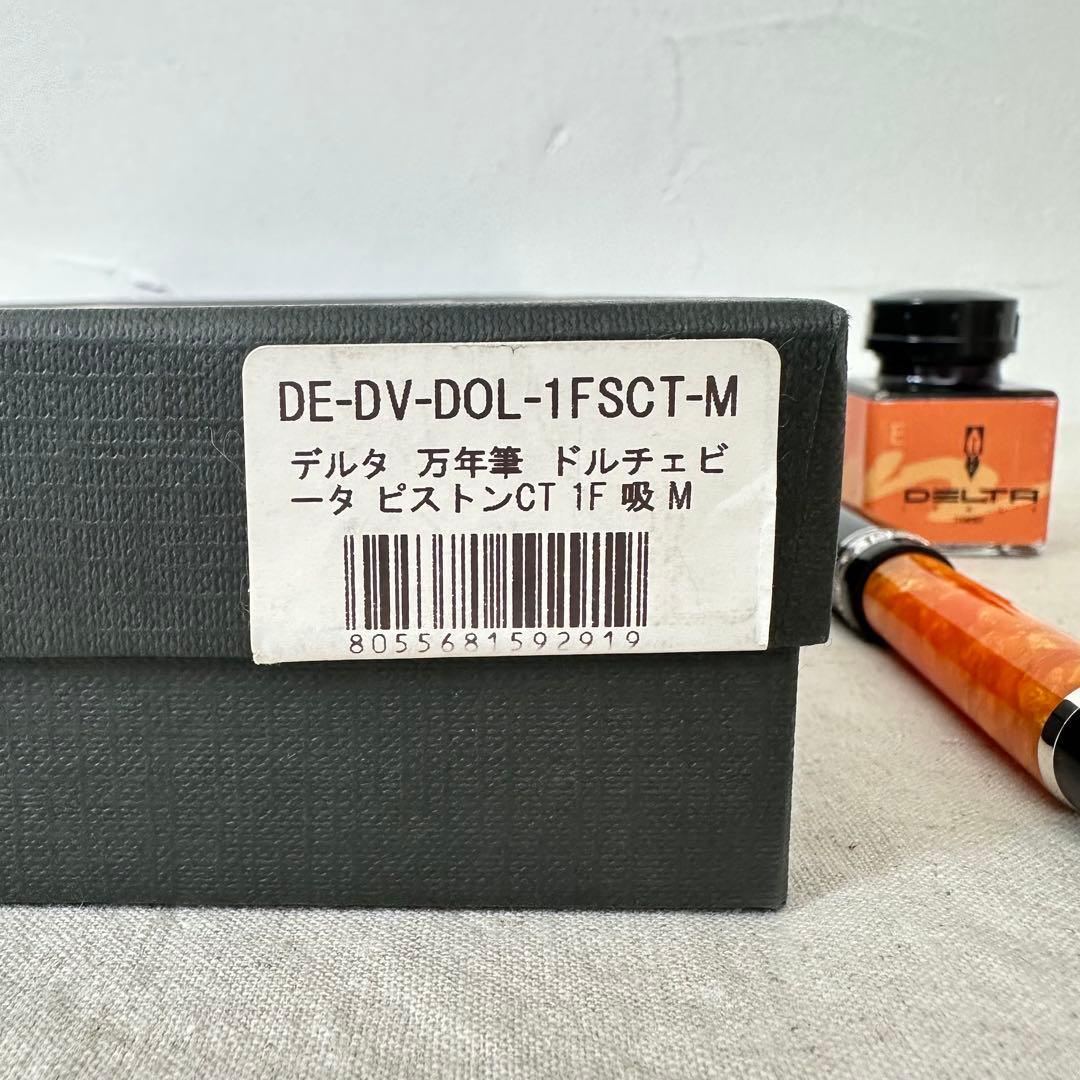 DE-DV-DOL-1FSCT-M
デルタ 万年筆 ドルチェビ
ータ ピストンCT 1F 吸 M
8055681592919
DELTA